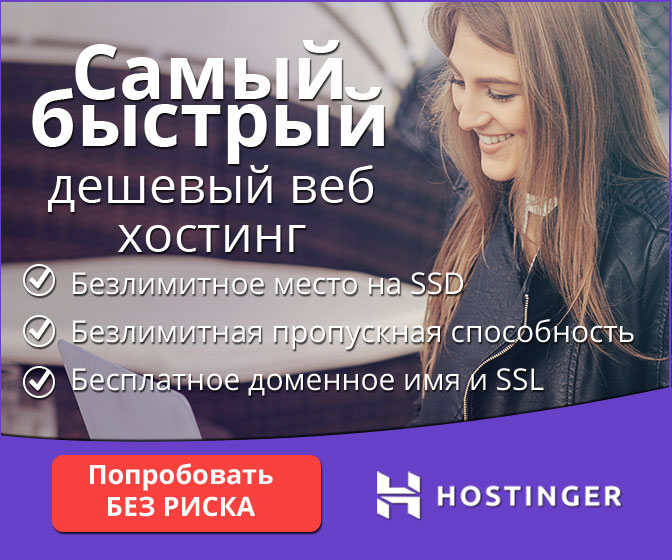 Самый
быстрый
дешевый веб
хостинг
Безлимитное место на SSD
Безлимитная пропускная способность
Бесплатное доменное имя и SSL
Попробовать
БЕЗ РИСКА
HOSTINGER